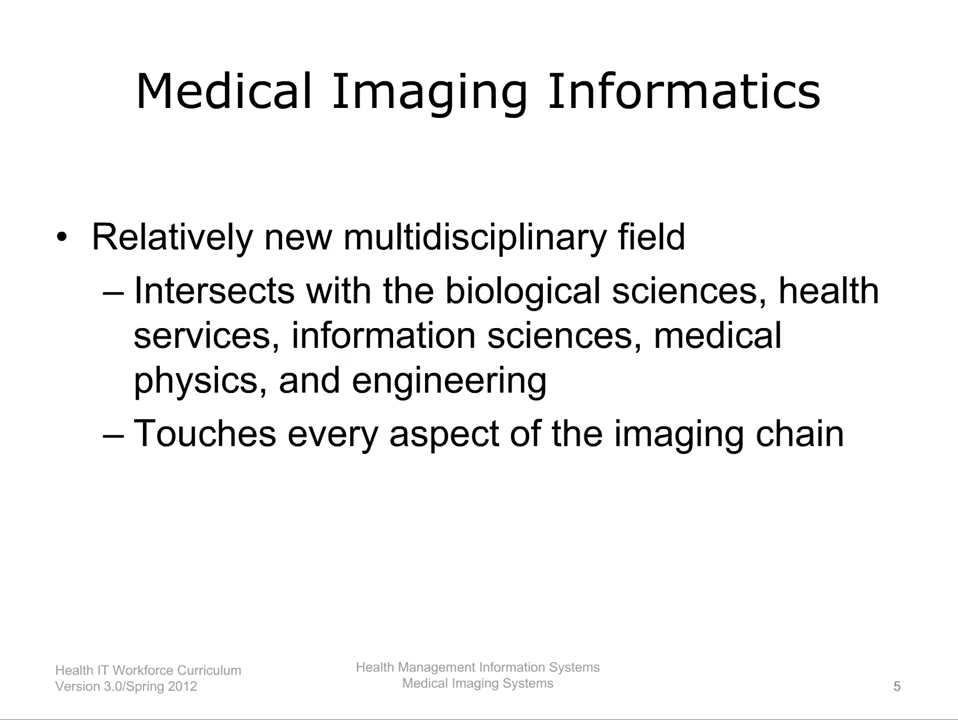 Medical Imaging Informatics
• Relatively new multidisciplinary field
– Intersects with the biological sciences, health
services, information sciences, medical
physics, and engineering
– Touches every aspect of the imaging chain
Health IT Workforce Curriculum
Version 3.0/Spring 2012
Health Management Information Systems
Medical Imaging Systems
5